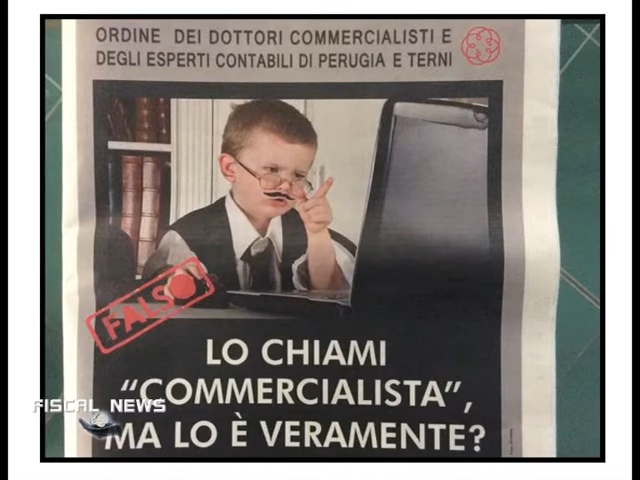 ORDINE DEI DOTTORI COMMERCIALISTI E
DEGLI ESPERTI CONTABILI DI PERUGIA E TERNI
FALSO
LO CHIAMI
“COMMERCIALISTA”,
MA LO È VERAMENTE?
FISCAL NEWS